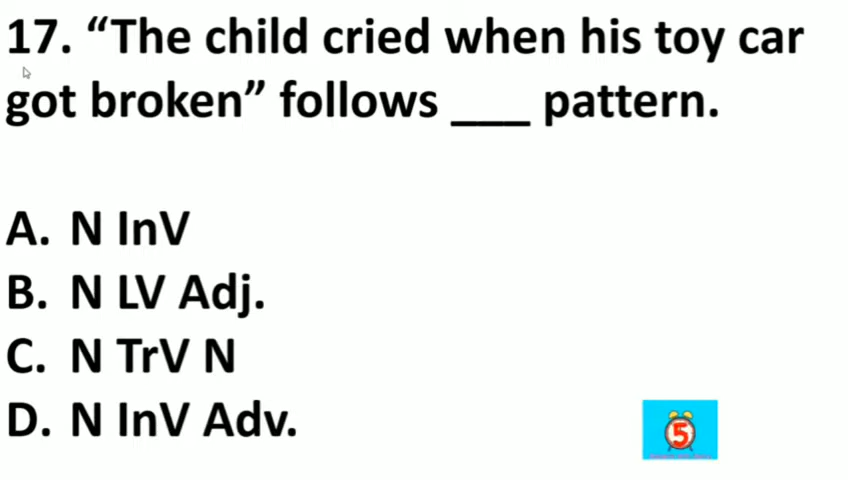 17. “The child cried when his toy car
got broken” follows ___ pattern.
A. N InV
B. N LV Adj.
C. N TrV N
D. N InV Adv.
5